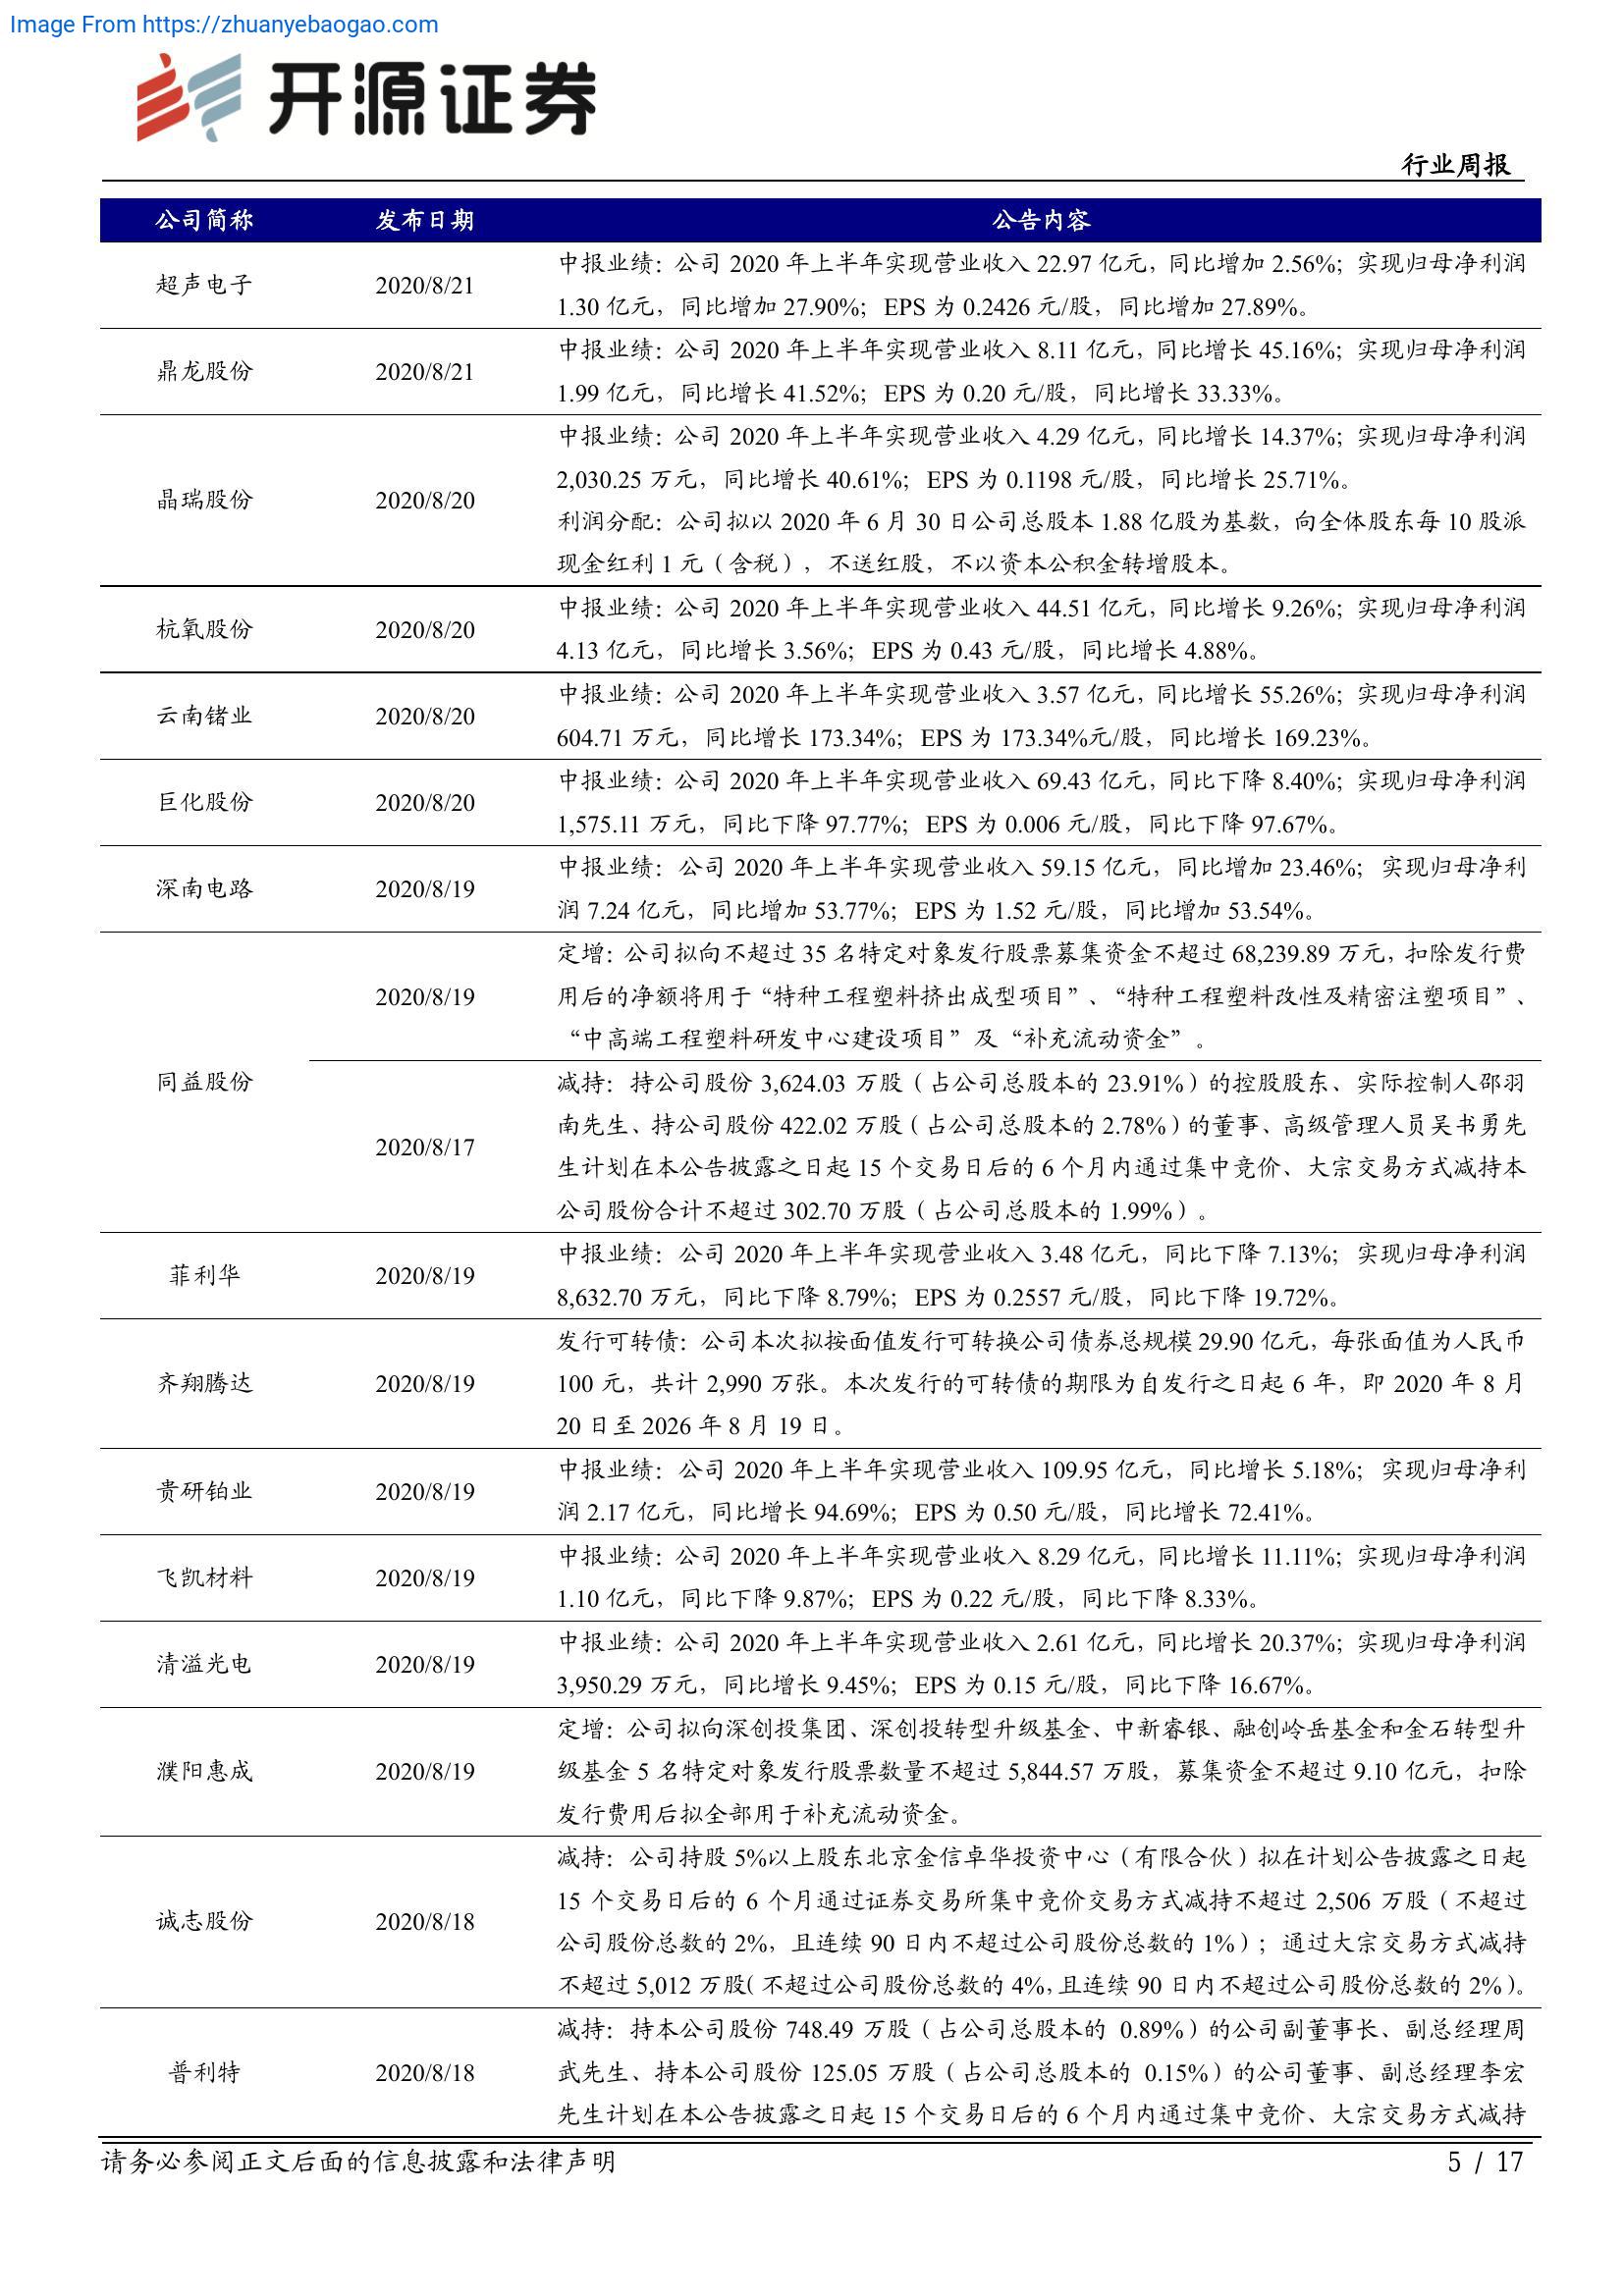 Image From https://zhuanyebaogao.com
开源证券
行业周报
公司简称 发布日期 公告内容
超声电子 2020/8/21 中报业绩：公司 2020 年上半年实现营业收入 22.97 亿元，同比增加 2.56%；实现归母净利润
1.30 亿元，同比增加 27.90%；EPS 为 0.2426 元/股，同比增加 27.89%。
鼎龙股份 2020/8/21 中报业绩：公司 2020 年上半年实现营业收入 8.11 亿元，同比增长 45.16%；实现归母净利润
1.99 亿元，同比增长 41.52%；EPS 为 0.20 元/股，同比增长 33.33%。
晶瑞股份 2020/8/20 中报业绩：公司 2020 年上半年实现营业收入 4.29 亿元，同比增长 14.37%；实现归母净利润
2,030.25 万元，同比增长 40.61%；EPS 为 0.1198 元/股，同比增长 25.71%。
利润分配：公司拟以 2020 年 6 月 30 日公司总股本 1.88 亿股为基数，向全体股东每 10 股派
现金红利 1 元（含税），不送红股，不以资本公积金转增股本。
杭氧股份 2020/8/20 中报业绩：公司 2020 年上半年实现营业收入 44.51 亿元，同比增长 9.26%；实现归母净利润
4.13 亿元，同比增长 3.56%；EPS 为 0.43 元/股，同比增长 4.88%。
云南锗业 2020/8/20 中报业绩：公司 2020 年上半年实现营业收入 3.57 亿元，同比增长 55.26%；实现归母净利润
604.71 万元，同比增长 173.34%；EPS 为 173.34%元/股，同比增长 169.23%。
巨化股份 2020/8/20 中报业绩：公司 2020 年上半年实现营业收入 69.43 亿元，同比下降 8.40%；实现归母净利润
1,575.11 万元，同比下降 97.77%；EPS 为 0.006 元/股，同比下降 97.67%。
深南电路 2020/8/19 中报业绩：公司 2020 年上半年实现营业收入 59.15 亿元，同比增加 23.46%；实现归母净利
润 7.24 亿元，同比增加 53.77%；EPS 为 1.52 元/股，同比增加 53.54%。
同益股份 2020/8/19 定增：公司拟向不超过 35 名特定对象发行股票募集资金不超过 68,239.89 万元，扣除发行费
用后的净额将用于“特种工程塑料挤出成型项目”、“特种工程塑料改性及精密注塑项目”、
“中高端工程塑料研发中心建设项目”及“补充流动资金”。
2020/8/17 减持：持公司股份 3,624.03 万股（占公司总股本的 23.91%）的控股股东、实际控制人邵羽
南先生、持公司股份 422.02 万股（占公司总股本的 2.78%）的董事、高级管理人员吴书勇先
生计划在本公告披露之日起 15 个交易日后的 6 个月内通过集中竞价、大宗交易方式减持本
公司股份合计不超过 302.70 万股（占公司总股本的 1.99%）。
菲利华 2020/8/19 中报业绩：公司 2020 年上半年实现营业收入 3.48 亿元，同比下降 7.13%；实现归母净利润
8,632.70 万元，同比下降 8.79%；EPS 为 0.2557 元/股，同比下降 19.72%。
齐翔腾达 2020/8/19 发行可转债：公司本次拟按面值发行可转换公司债券总规模 29.90 亿元，每张面值为人民币
100 元，共计 2,990 万张。本次发行的可转债的期限为自发行之日起 6 年，即 2020 年 8 月
20 日至 2026 年 8 月 19 日。
贵研铂业 2020/8/19 中报业绩：公司 2020 年上半年实现营业收入 109.95 亿元，同比增长 5.18%；实现归母净利
润 2.17 亿元，同比增长 94.69%；EPS 为 0.50 元/股，同比增长 72.41%。
飞凯材料 2020/8/19 中报业绩：公司 2020 年上半年实现营业收入 8.29 亿元，同比增长 11.11%；实现归母净利润
1.10 亿元，同比下降 9.87%；EPS 为 0.22 元/股，同比下降 8.33%。
清溢光电 2020/8/19 中报业绩：公司 2020 年上半年实现营业收入 2.61 亿元，同比增长 20.37%；实现归母净利润
3,950.29 万元，同比增长 9.45%；EPS 为 0.15 元/股，同比下降 16.67%。
濮阳惠成 2020/8/19 定增：公司拟向深创投集团、深创投转型升级基金、中新睿银、融创岭岳基金和金石转型升
级基金 5 名特定对象发行股票数量不超过 5,844.57 万股，募集资金不超过 9.10 亿元，扣除
发行费用后拟全部用于补充流动资金。
诚志股份 2020/8/18 减持：公司持股 5%以上股东北京金信卓华投资中心（有限合伙）拟在计划公告披露之日起
15 个交易日后的 6 个月通过证券交易所集中竞价交易方式减持不超过 2,506 万股（不超过
公司股份总数的 2%，且连续 90 日内不超过公司股份总数的 1%）；通过大宗交易方式减持
不超过 5,012 万股（不超过公司股份总数的 4%，且连续 90 日内不超过公司股份总数的 2%）。
普利特 2020/8/18 减持：持本公司股份 748.49 万股（占公司总股本的 0.89%）的公司副董事长、副总经理周
武先生、持本公司股份 125.05 万股（占公司总股本的 0.15%）的公司董事、副总经理李宏
先生计划在本公告披露之日起 15 个交易日后的 6 个月内通过集中竞价、大宗交易方式减持
请务必参阅正文后面的信息披露和法律声明 5 / 17